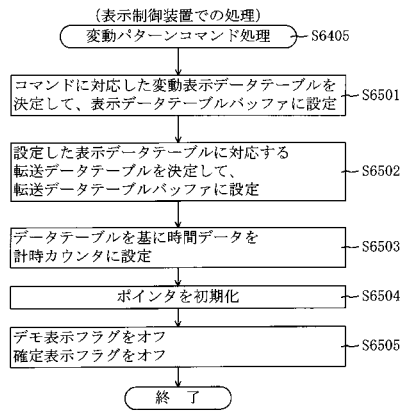 (表示制御装置での処理)
変動パターンコマンド処理
S6405
コマンドに対応した変動表示データテーブルを
決定して、表示データテーブルバッファに設定
S6501
設定した表示データテーブルに対応する
転送データテーブルを決定して、
転送データテーブルバッファに設定
S6502
データテーブルを基に時間データを
計時カウンタに設定
S6503
ポインタを初期化
S6504
デモ表示フラグをオフ
確定表示フラグをオフ
S6505
終 了